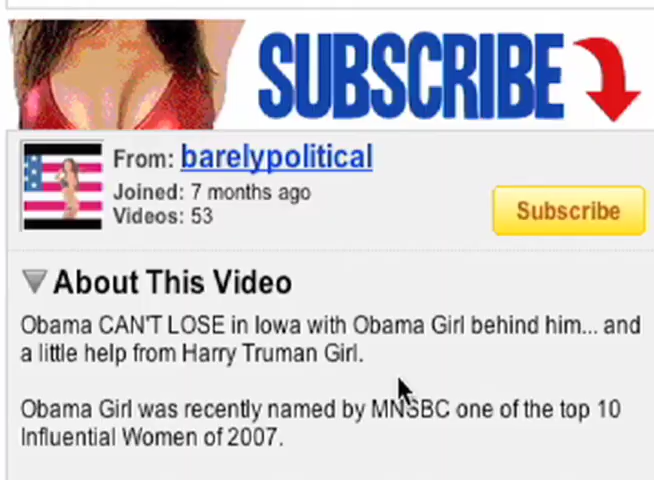 SUBSCRIBE
From: barelypolitical
Joined: 7 months ago
Videos: 53
Subscribe
About This Video
Obama CAN'T LOSE in Iowa with Obama Girl behind him... and
a little help from Harry Truman Girl.
Obama Girl was recently named by MNSBC one of the top 10
Influential Women of 2007.